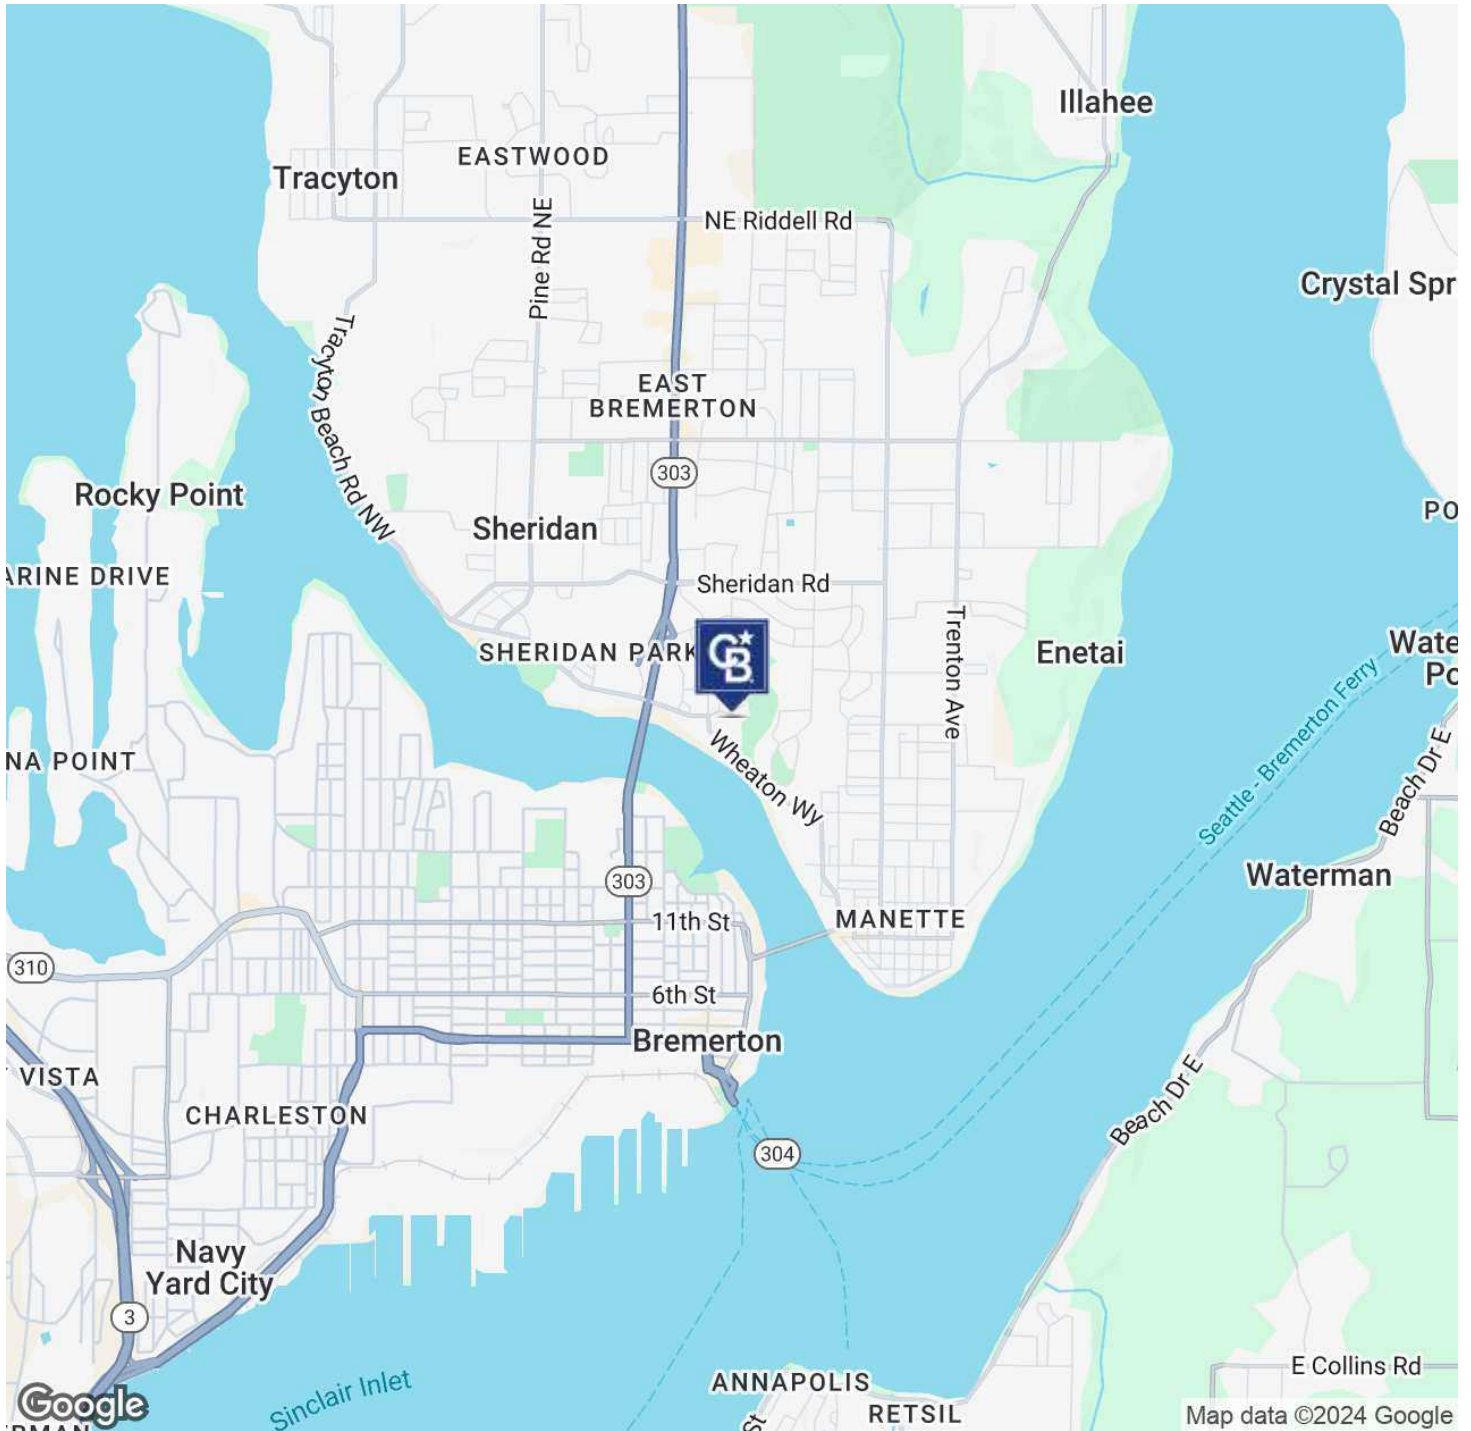 Illahee
EASTWOOD
Tracyton
NE Riddell Rd
Pine Rd NE
Crystal Spr
Tracyton Beach Rd NW
EAST
BREMERTON
303
Rocky Point
PO
Sheridan
ARINE DRIVE
Sheridan Rd
Trenton Ave
SHERIDAN PARK
CB
Enetai
Wate
Po
Seattle - Bremerton Ferry
NA POINT
Wheaton Wy
Beach Dr E
Waterman
303
11th St
MANETTE
310
6th St
Bremerton
VISTA
CHARLESTON
Beach Dr E
304
Navy
Yard City
3
E Collins Rd
Sinclair Inlet
ANNAPOLIS
RETSIL
St
Google
Map data ©2024 Google